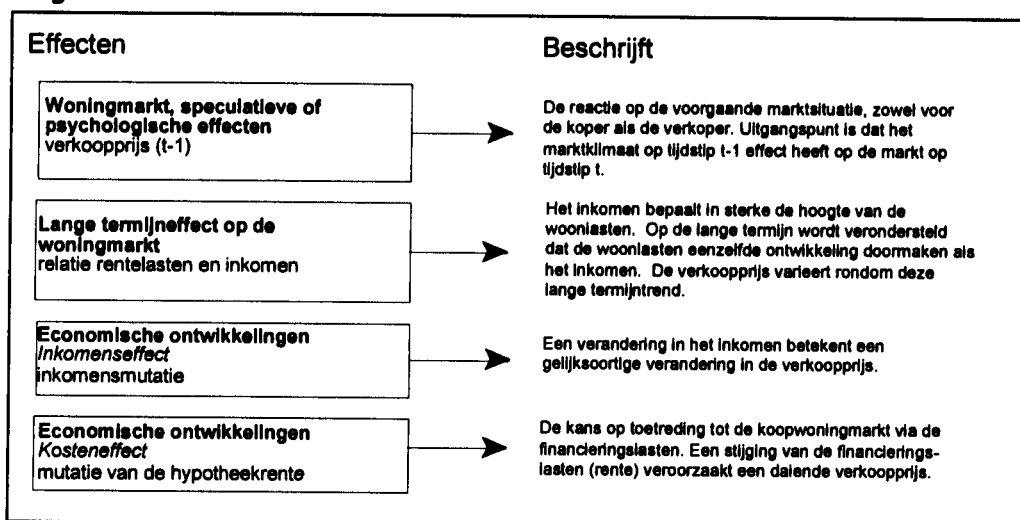 Effecten
Beschrijft
Woningmarkt, speculatieve of
psychologische effecten
verkoopprijs (t-1)
De reactie op de voorgaande marktsituatie, zowel voor
de koper als de verkoper. Uitgangspunt is dat het
marktklimaat op tijdstip t-1 effect heeft op de markt op
tijdstip t.
Lange termijneffect op de
woningmarkt
relatie rentelasten en inkomen
Het inkomen bepaalt in sterke de hoogte van de
woonlasten. Op de lange termijn wordt verondersteld
dat de woonlasten eenzelfde ontwikkeling doormaken als
het inkomen. De verkoopprijs varieert rondom deze
lange termijntrend.
Economische ontwikkelingen
Inkomenseffect
inkomensmutatie
Een verandering in het inkomen betekent een
gelijksoortige verandering in de verkoopprijs.
Economische ontwikkelingen
Kosteneffect
mutatie van de hypotheekrente
De kans op toetreding tot de koopwoningmarkt via de
financieringslasten. Een stijging van de financierings-
lasten (rente) veroorzaakt een dalende verkoopprijs.